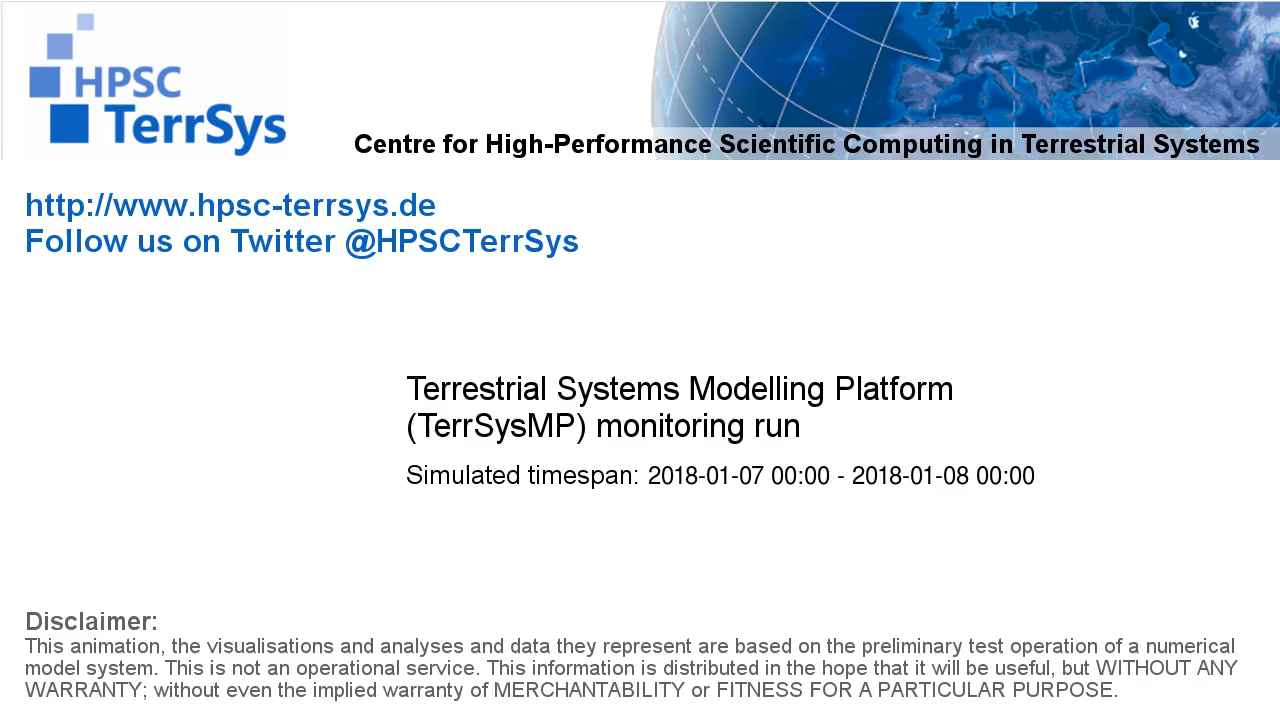 HPSC
TerrSys
Centre for High-Performance Scientific Computing in Terrestrial Systems
http://www.hpsc-terrsys.de
Follow us on Twitter @HPSCTerrSys
Terrestrial Systems Modelling Platform
(TerrSysMP) monitoring run
Simulated timespan: 2018-01-07 00:00 - 2018-01-08 00:00
Disclaimer:
This animation, the visualisations and analyses and data they represent are based on the preliminary test operation of a numerical
model system. This is not an operational service. This information is distributed in the hope that it will be useful, but WITHOUT ANY
WARRANTY; without even the implied warranty of MERCHANTABILITY or FITNESS FOR A PARTICULAR PURPOSE.